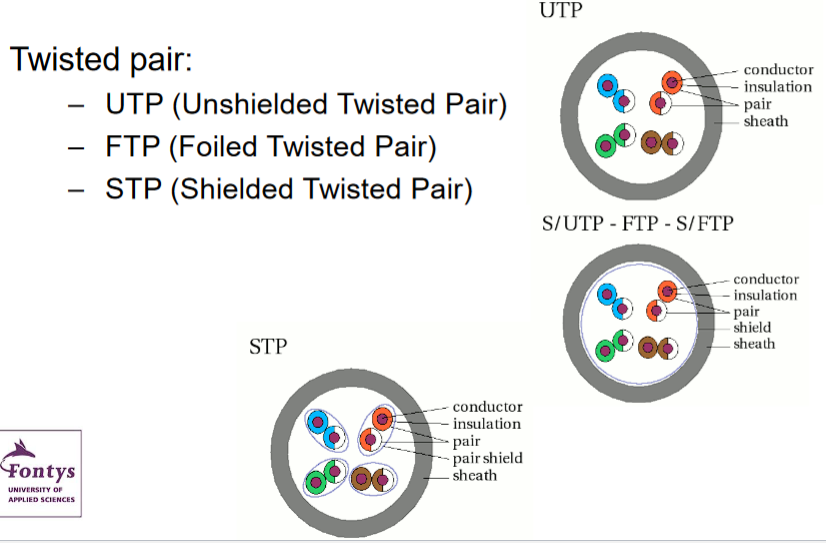 Twisted pair:
– UTP (Unshielded Twisted Pair)
– FTP (Foiled Twisted Pair)
– STP (Shielded Twisted Pair)
UTP
conductor
insulation
pair
sheath
S/UTP - FTP - S/FTP
conductor
insulation
pair
shield
sheath
STP
conductor
insulation
pair
pair shield
sheath
Fontys
UNIVERSITY OF
APPLIED SCIENCES